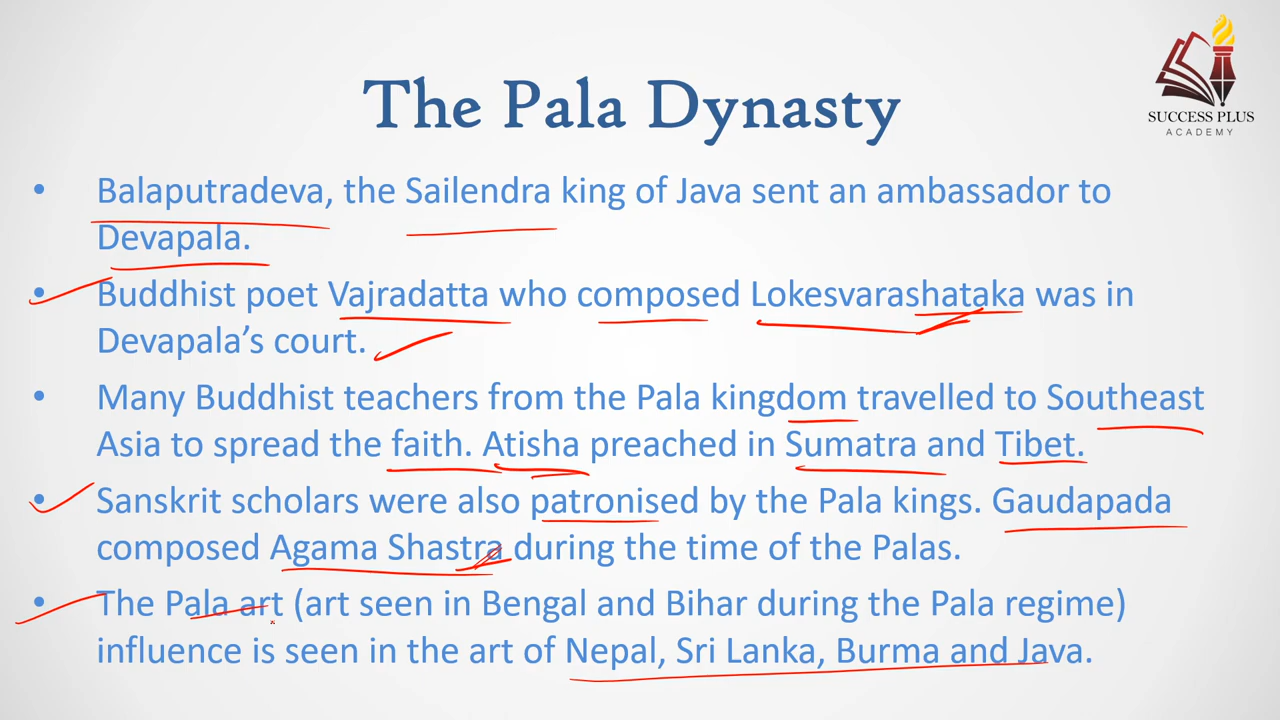 SUCCESS PLUS
ACADEMY
The Pala Dynasty
• Balaputradeva, the Sailendra king of Java sent an ambassador to
Devapala.
• Buddhist poet Vajradatta who composed Lokesvarashataka was in
Devapala’s court.
• Many Buddhist teachers from the Pala kingdom travelled to Southeast
Asia to spread the faith. Atisha preached in Sumatra and Tibet.
• Sanskrit scholars were also patronised by the Pala kings. Gaudapada
composed Agama Shastra during the time of the Palas.
• The Pala art (art seen in Bengal and Bihar during the Pala regime)
influence is seen in the art of Nepal, Sri Lanka, Burma and Java.